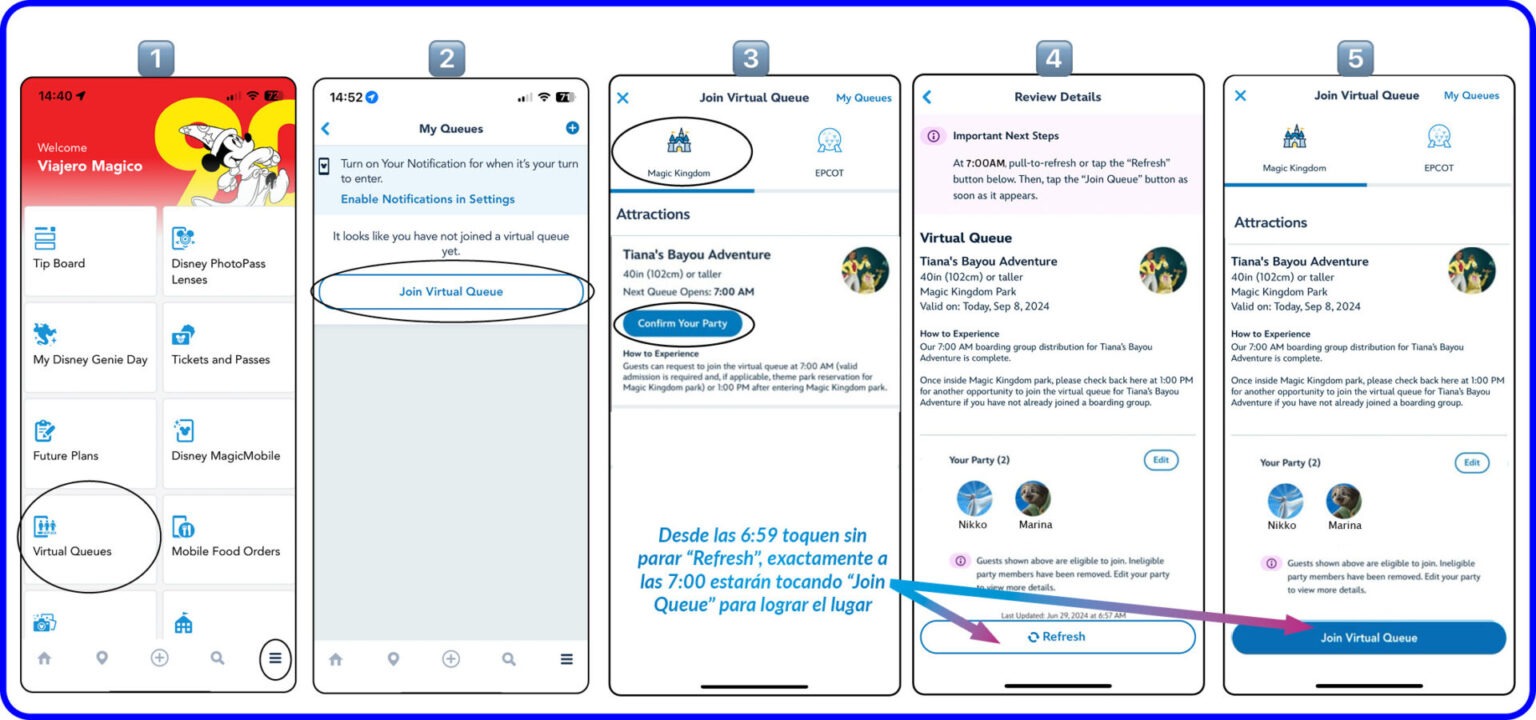 1
14:40
72
Welcome
Viajero Magico
Tip Board
Disney PhotoPass
Lenses
My Disney Genie Day
Tickets and Passes
Future Plans
Disney MagicMobile
Virtual Queues
Mobile Food Orders
2
14:52
71
My Queues
Turn on Your Notification for when it's your turn
to enter.
Enable Notifications in Settings
It looks like you have not joined a virtual queue
yet.
Join Virtual Queue
3
Join Virtual Queue
My Queues
Magic Kingdom
EPCOT
Attractions
Tiana's Bayou Adventure
40in (102cm) or taller
Next Queue Opens: 7:00 AM
Confirm Your Party
How to Experience
Guests can request to join the virtual queue at 7:00 AM (valid
admission is required and, if applicable, theme park reservation for
Magic Kingdom park) or 1:00 PM after entering Magic Kingdom park.
Desde las 6:59 toquen sin
parar “Refresh”, exactamente a
las 7:00 estarán tocando “Join
Queue” para lograr el lugar
4
Review Details
Important Next Steps
At 7:00AM, pull-to-refresh or tap the “Refresh”
button below. Then, tap the “Join Queue” button as
soon as it appears.
Virtual Queue
Tiana's Bayou Adventure
40in (102cm) or taller
Magic Kingdom Park
Valid on: Today, Sep 8, 2024
How to Experience
Our 7:00 AM boarding group distribution for Tiana's Bayou
Adventure is complete.
Once inside Magic Kingdom park, please check back here at 1:00 PM
for another opportunity to join the virtual queue for Tiana's Bayou
Adventure if you have not already joined a boarding group.
Your Party (2)
Edit
Nikko
Marina
Guests shown above are eligible to join. Ineligible
party members have been removed. Edit your party
to view more details.
Last Updated: Jun 29, 2024 at 6:57 AM
Refresh
5
Join Virtual Queue
My Queues
Magic Kingdom
EPCOT
Attractions
Tiana's Bayou Adventure
40in (102cm) or taller
Magic Kingdom Park
Valid on: Today, Sep 8, 2024
How to Experience
Our 7:00 AM boarding group distribution for Tiana's Bayou
Adventure is complete.
Once inside Magic Kingdom park, please check back here at 1:00 PM
for another opportunity to join the virtual queue for Tiana's Bayou
Adventure if you have not already joined a boarding group.
Your Party (2)
Edit
Nikko
Marina
Guests shown above are eligible to join. Ineligible
party members have been removed. Edit your party
to view more details.
Join Virtual Queue